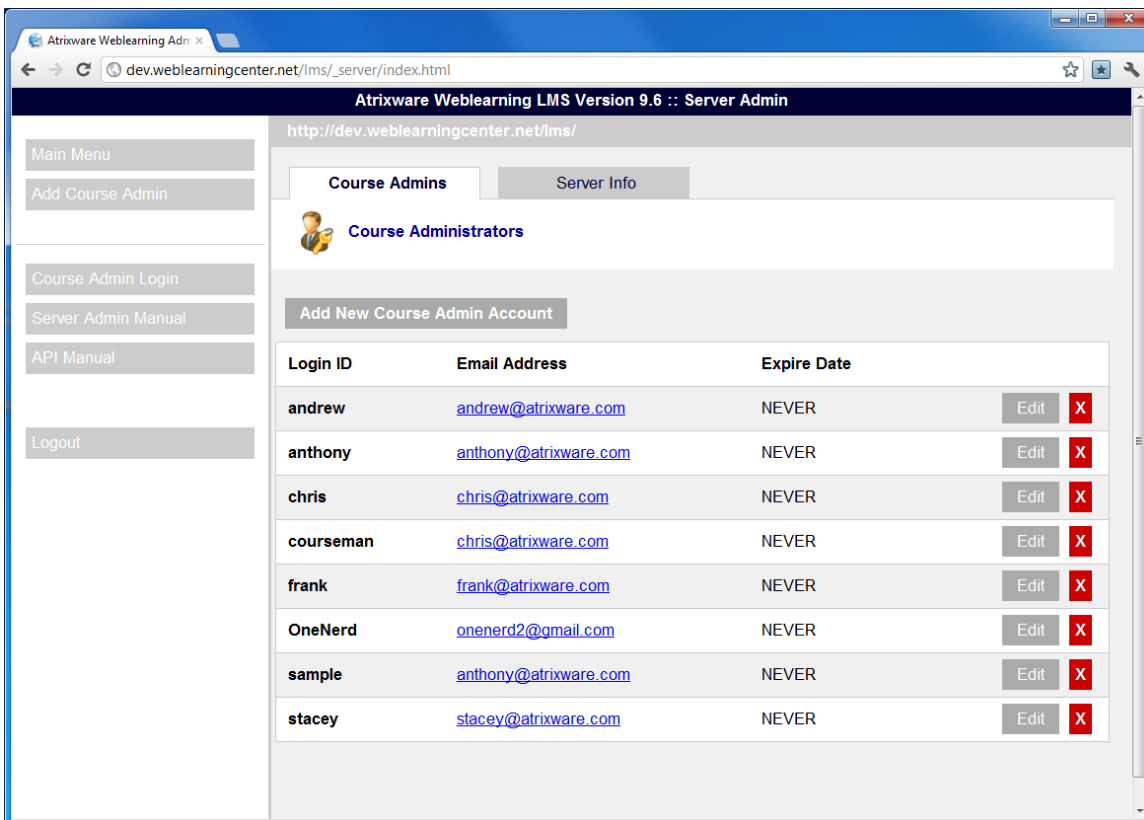 Atrixware Weblearning Adm
dev.weblearningcenter.net/lms/_server/index.html
Atrixware Weblearning LMS Version 9.6 :: Server Admin
http://dev.weblearningcenter.net/lms/
Main Menu
Add Course Admin
Course Admin Login
Server Admin Manual
API Manual
Logout
Course Admins Server Info
Course Administrators
Add New Course Admin Account
Login ID Email Address Expire Date
andrew andrew@atrixware.com NEVER Edit X
anthony anthony@atrixware.com NEVER Edit X
chris chris@atrixware.com NEVER Edit X
courseman chris@atrixware.com NEVER Edit X
frank frank@atrixware.com NEVER Edit X
OneNerd onenerd2@gmail.com NEVER Edit X
sample anthony@atrixware.com NEVER Edit X
stacey stacey@atrixware.com NEVER Edit X